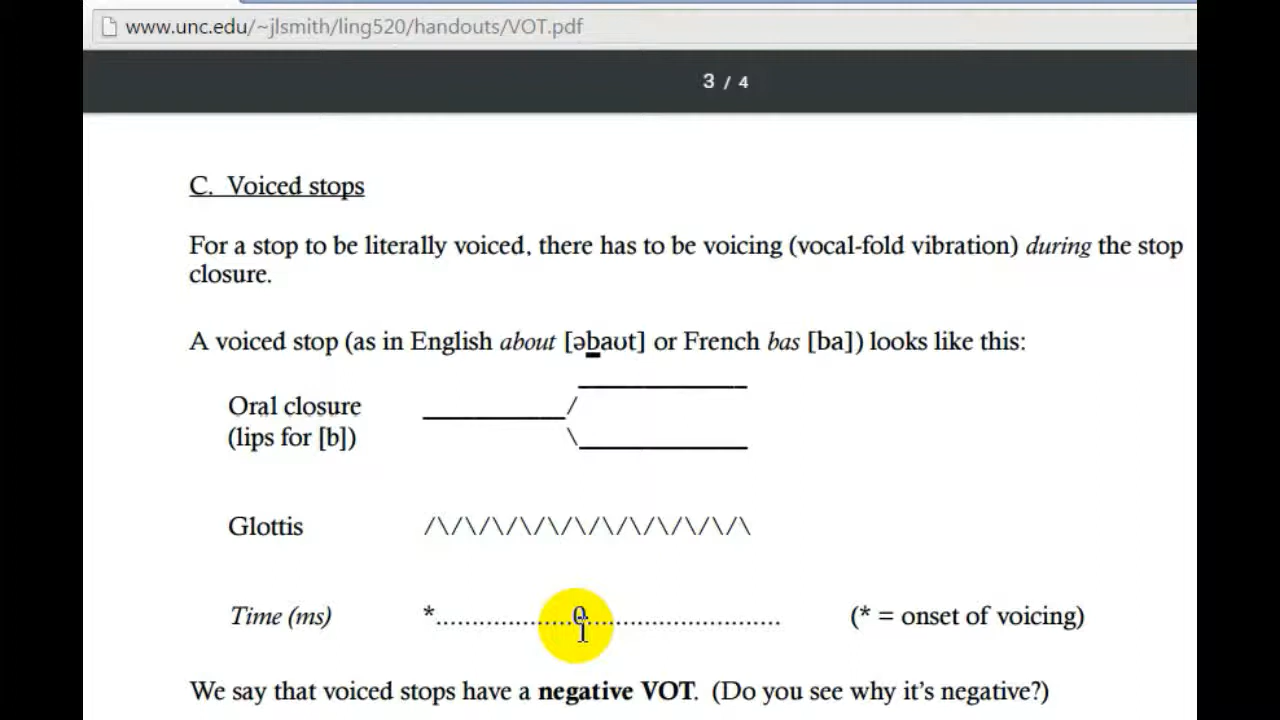 www.unc.edu/~jlsmith/ling520/handouts/VOT.pdf
3 / 4
C. Voiced stops
For a stop to be literally voiced, there has to be voicing (vocal-fold vibration) during the stop
closure.
A voiced stop (as in English about [əbaʊt] or French bas [ba]) looks like this:
Oral closure
(lips for [b])
Glottis /\/\/\/\/\/\/\/\/\/\/\/\
Time (ms) *....................0............................ (* = onset of voicing)
We say that voiced stops have a negative VOT. (Do you see why it’s negative?)